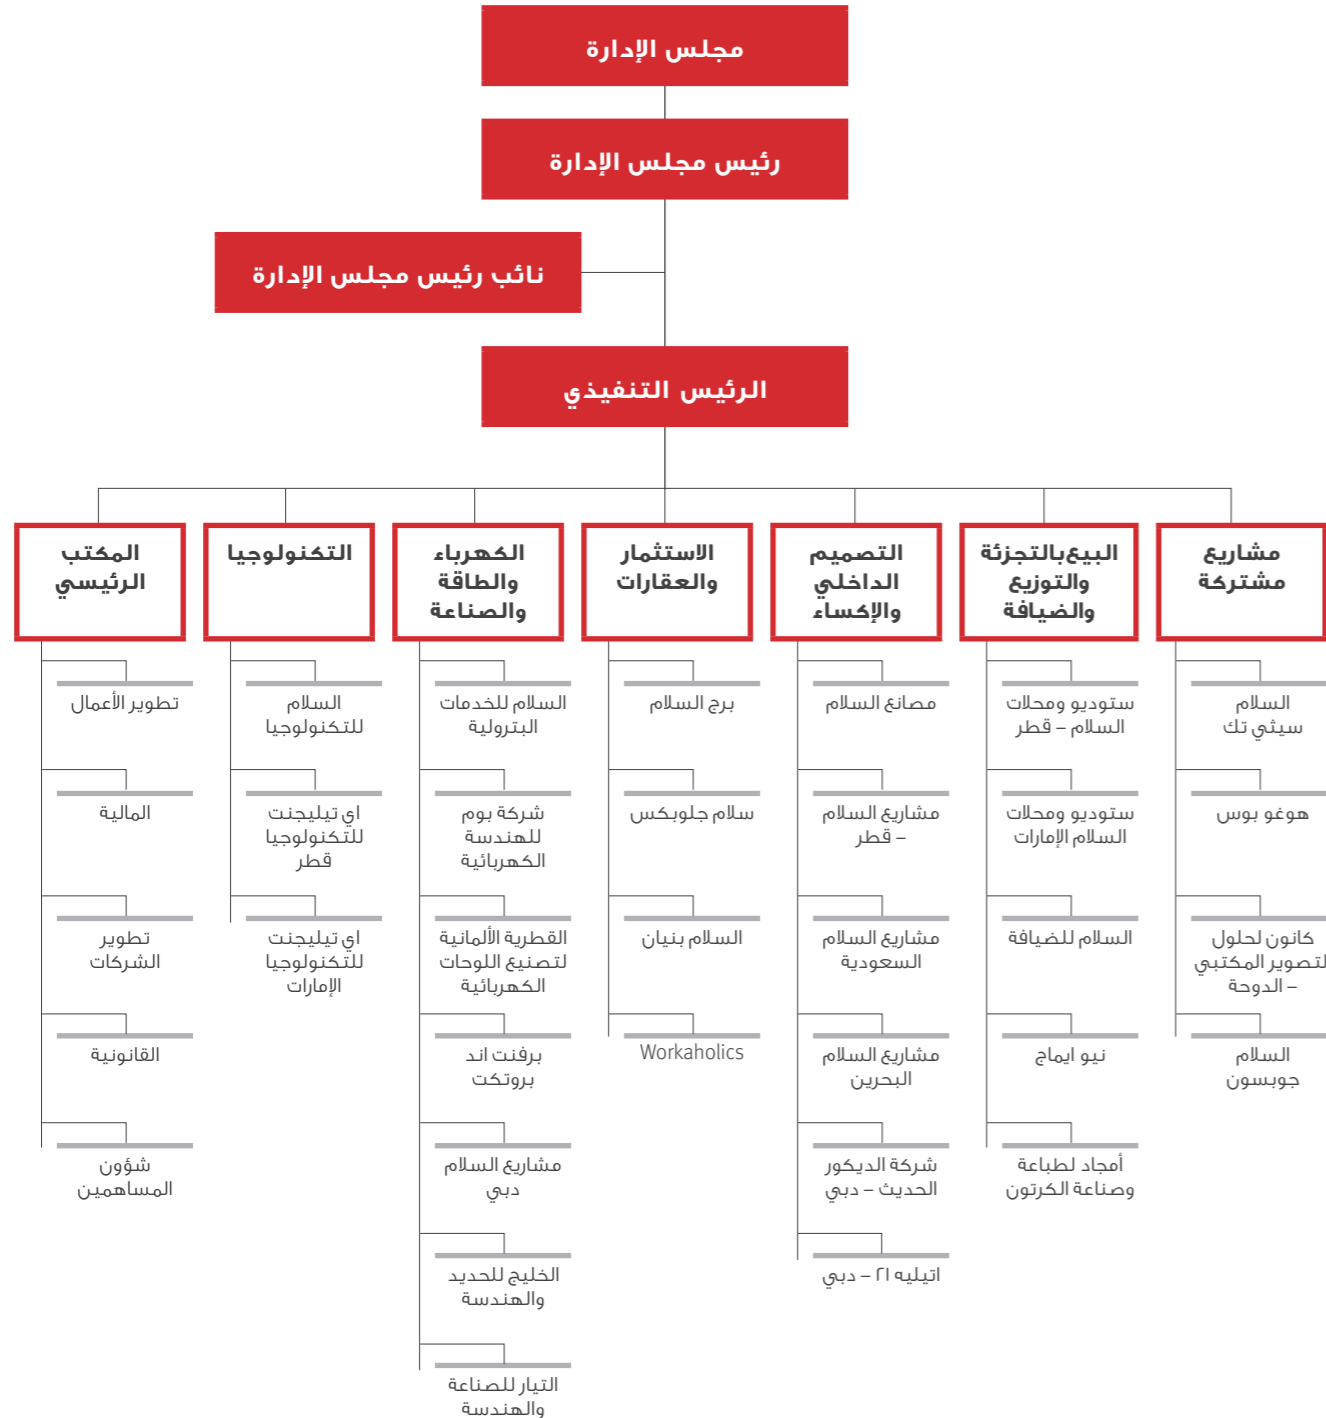 مجلس الإدارة
رئيس مجلس الإدارة
نائب رئيس مجلس الإدارة
الرئيس التنفيذي
مشاريع
مشتركة
السلام
سيثي تك
هوغو بوس
كانون لحلول
لتصوير المكتبي
– الدوحة
السلام
جوبسون
البيع بالتجزئة
والتوزيع
والضيافة
ستوديو ومحلات
السلام – قطر
ستوديو ومحلات
السلام الإمارات
السلام للضيافة
نيو ايماج
أمجاد لطباعة
وصناعة الكرتون
التصميم
الداخلي
والإكساء
مصانع السلام
مشاريع السلام
– قطر
مشاريع السلام
السعودية
مشاريع السلام
البحرين
شركة الديكور
الحديث – دبي
اتيليه ٢١ – دبي
الاستثمار
والعقارات
برج السلام
سلام جلوبكس
السلام بنيان
Workaholics
الكهرباء
والطاقة
والصناعة
السلام للخدمات
البترولية
شركة بوم
للهندسة
الكهربائية
القطرية الألمانية
لتصنيع اللوحات
الكهربائية
برفنت اند
بروتكت
مشاريع السلام
دبي
الخليج للحديد
والهندسة
التيار للصناعة
والهندسة
التكنولوجيا
السلام
للتكنولوجيا
اي تيليجنت
للتكنولوجيا
قطر
اي تيليجنت
للتكنولوجيا
الإمارات
المكتب
الرئيسي
تطوير الأعمال
المالية
تطوير
الشركات
القانونية
شؤون
المساهمين